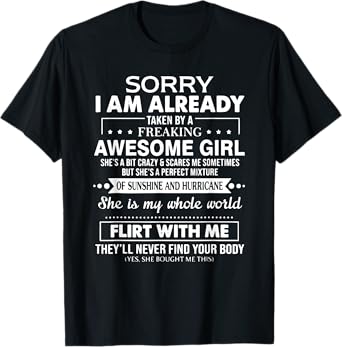 SORRY
I AM ALREADY
TAKEN BY A
FREAKING
AWESOME GIRL
SHE'S A BIT CRAZY & SCARES ME SOMETIMES
BUT SHE'S A PERFECT MIXTURE
OF SUNSHINE AND HURRICANE
She is my whole world
FLIRT WITH ME
THEY'LL NEVER FIND YOUR BODY
(YES, SHE BOUGHT ME THIS)